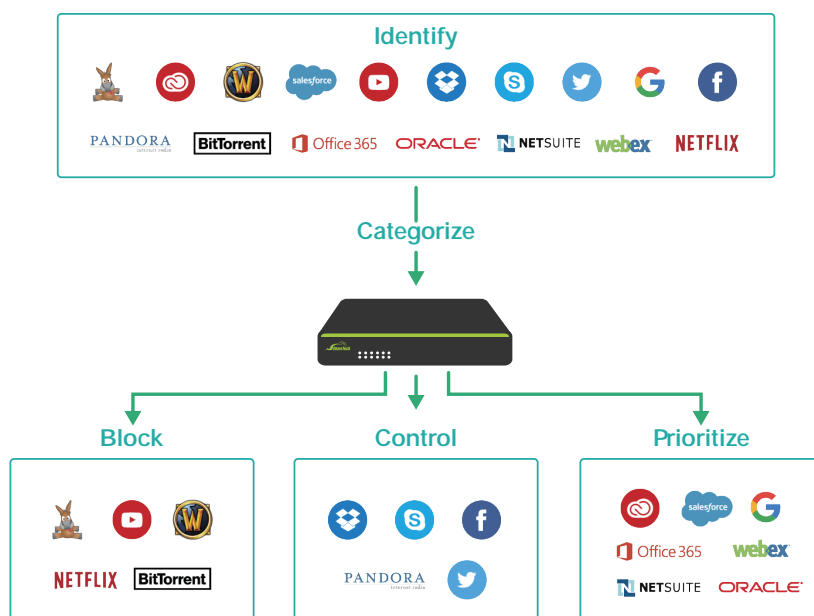 Identify
salesforce
PANDORA
internet radio
BitTorrent
Office 365
ORACLE
NETSUITE
webex
NETFLIX
Categorize
Block
Control
Prioritize
NETFLIX
BitTorrent
PANDORA
internet radio
salesforce
Office 365
webex
NETSUITE
ORACLE